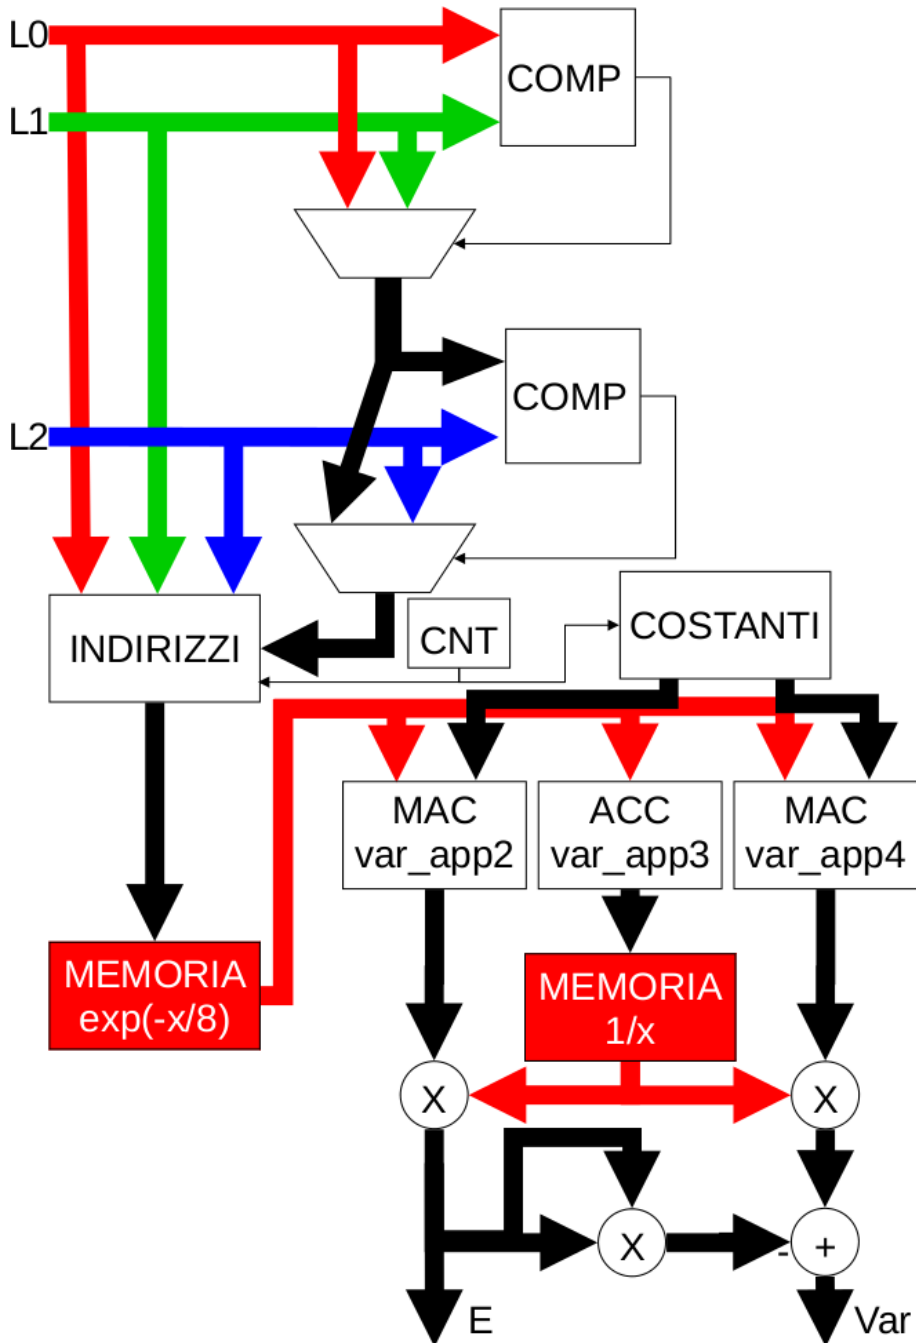 L0
COMP
L1
COMP
L2
INDIRIZZI
CNT
COSTANTI
MAC
var_app2
ACC
var_app3
MAC
var_app4
MEMORIA
exp(-x/8)
MEMORIA
1/x
X
X
X
-
+
E
Var